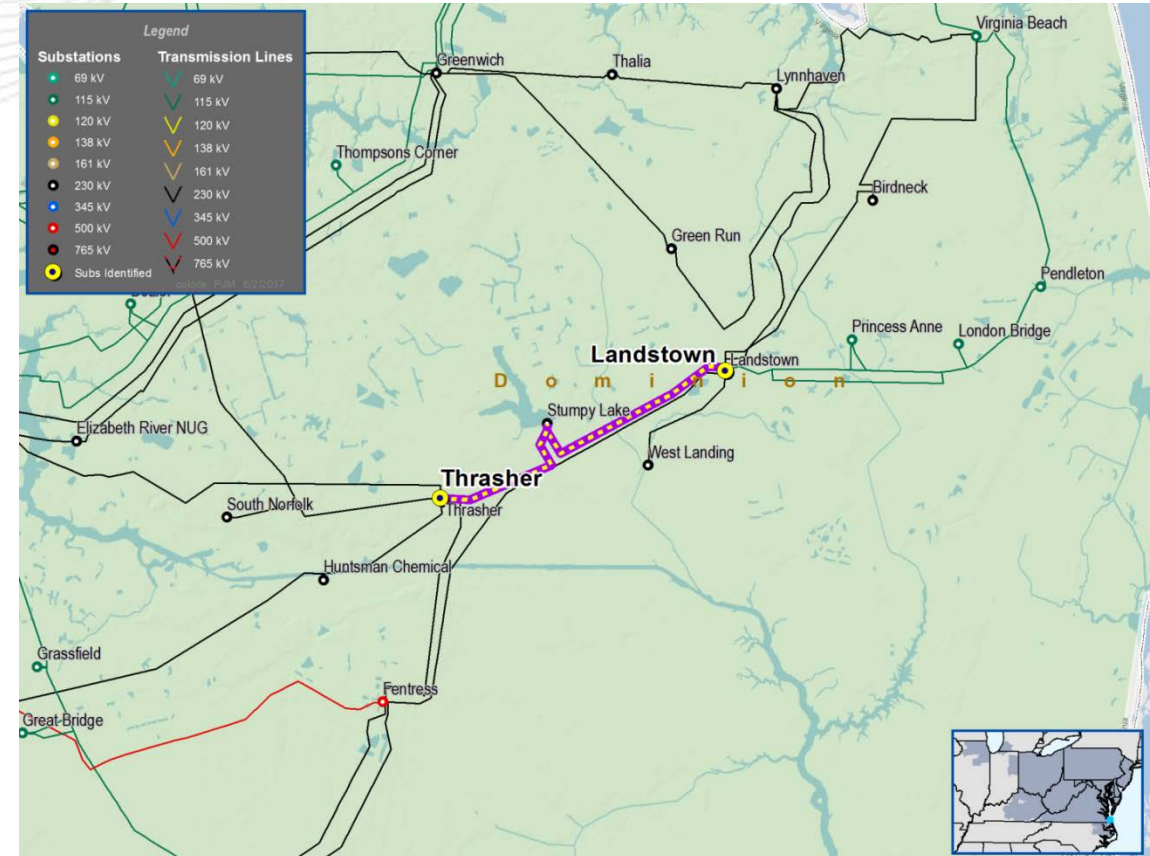 Legend
Substations
Transmission Lines
69 kV
69 kV
115 kV
115 kV
120 kV
120 kV
138 kV
138 kV
161 kV
161 kV
230 kV
230 kV
345 kV
345 kV
500 kV
500 kV
765 kV
765 kV
Subs Identified
PJM 6/2/2017
Virginia Beach
Greenwich
Thalia
Lynnhaven
Thompsons Corner
Birdneck
Green Run
Pendleton
Princess Anne
London Bridge
Landstown
Landstown
Dominion
Stumpy Lake
Elizabeth River NUG
West Landing
Thrasher
South Norfolk
Thrasher
Huntsman Chemical
Grassfield
Fentress
Great Bridge